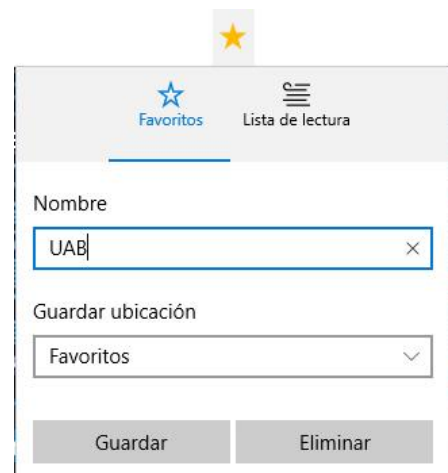 Favoritos
Lista de lectura
Nombre
UAB
Guardar ubicación
Favoritos
Guardar
Eliminar